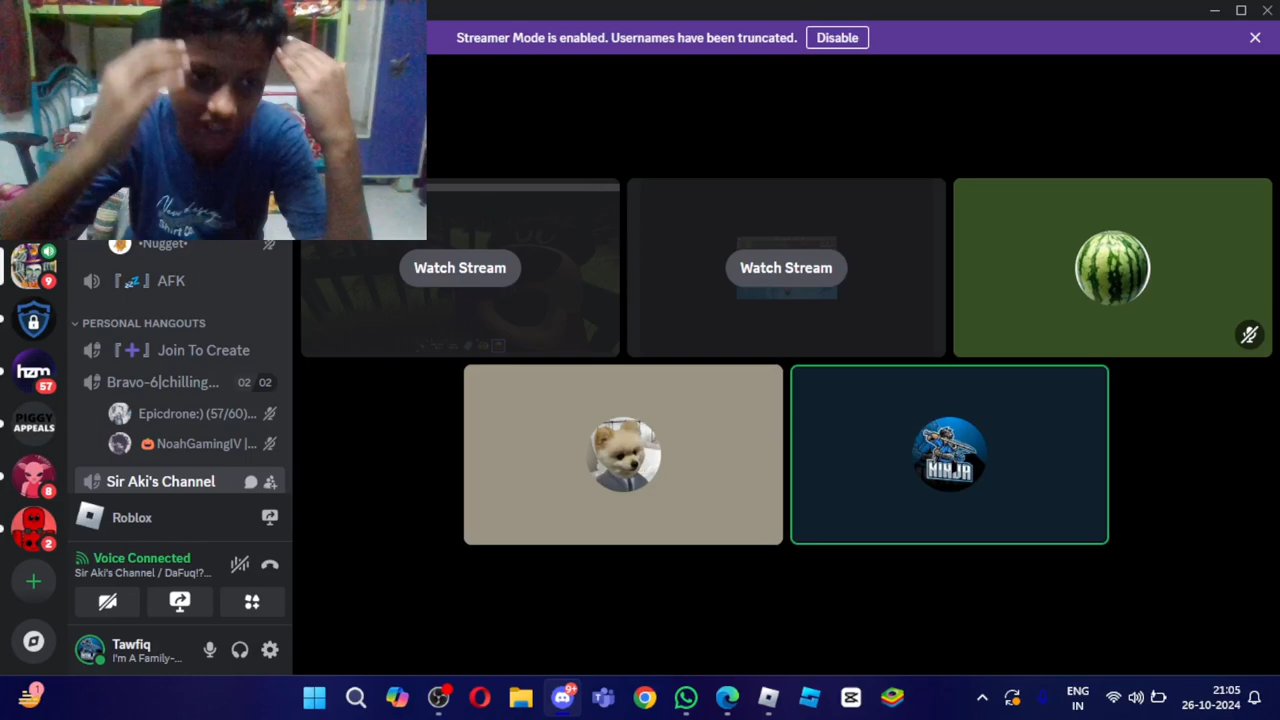 Streamer Mode is enabled. Usernames have been truncated.
Disable
•Nugget•
『💤』 AFK
PERSONAL HANGOUTS
『➕』 Join To Create
Bravo-6|chilling... 02 02
Epicdrone:) (57/60)...
🎃NoahGamingIV |...
Sir Aki's Channel
Roblox
Voice Connected
Sir Aki's Channel / DaFuq!?...
Tawfiq
I'm A Family-...
9
hzm
57
PIGGY
APPEALS
8
2
Watch Stream
Watch Stream
NINJA
1
9+
ENG
IN
21:05
26-10-2024